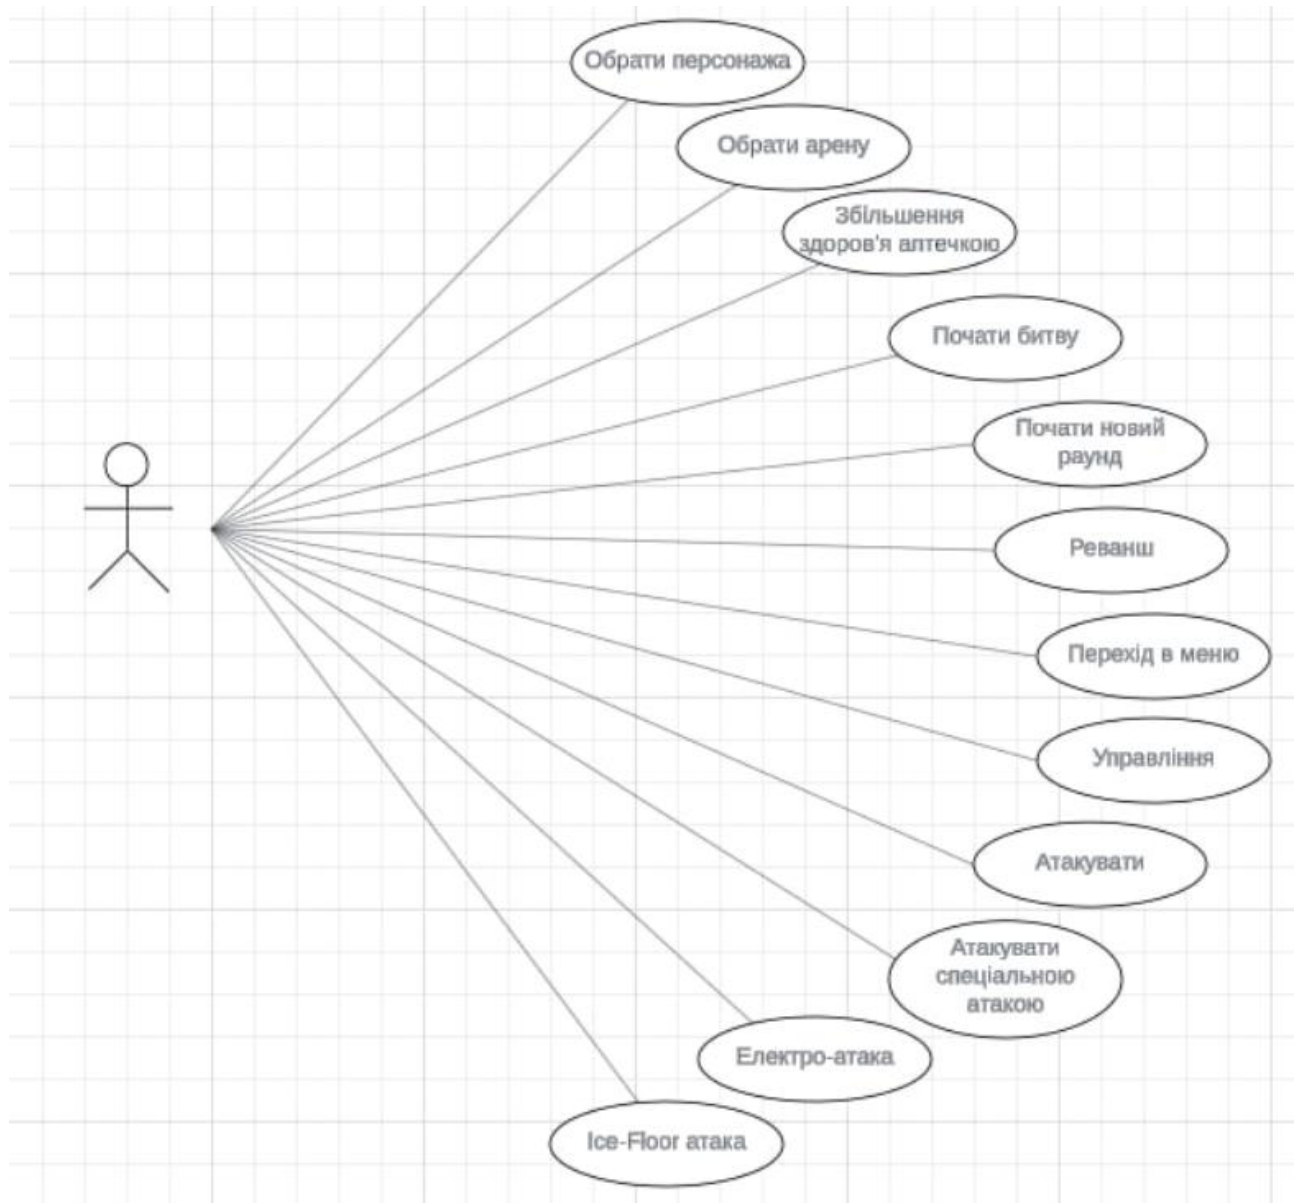 Обрати персонажа
Обрати арену
Збільшення
здоров'я аптечкою
Почати битву
Почати новий
раунд
Реванш
Перехід в меню
Управління
Атакувати
Атакувати
спеціальною
атакою
Електро-атака
Ice-Floor атака